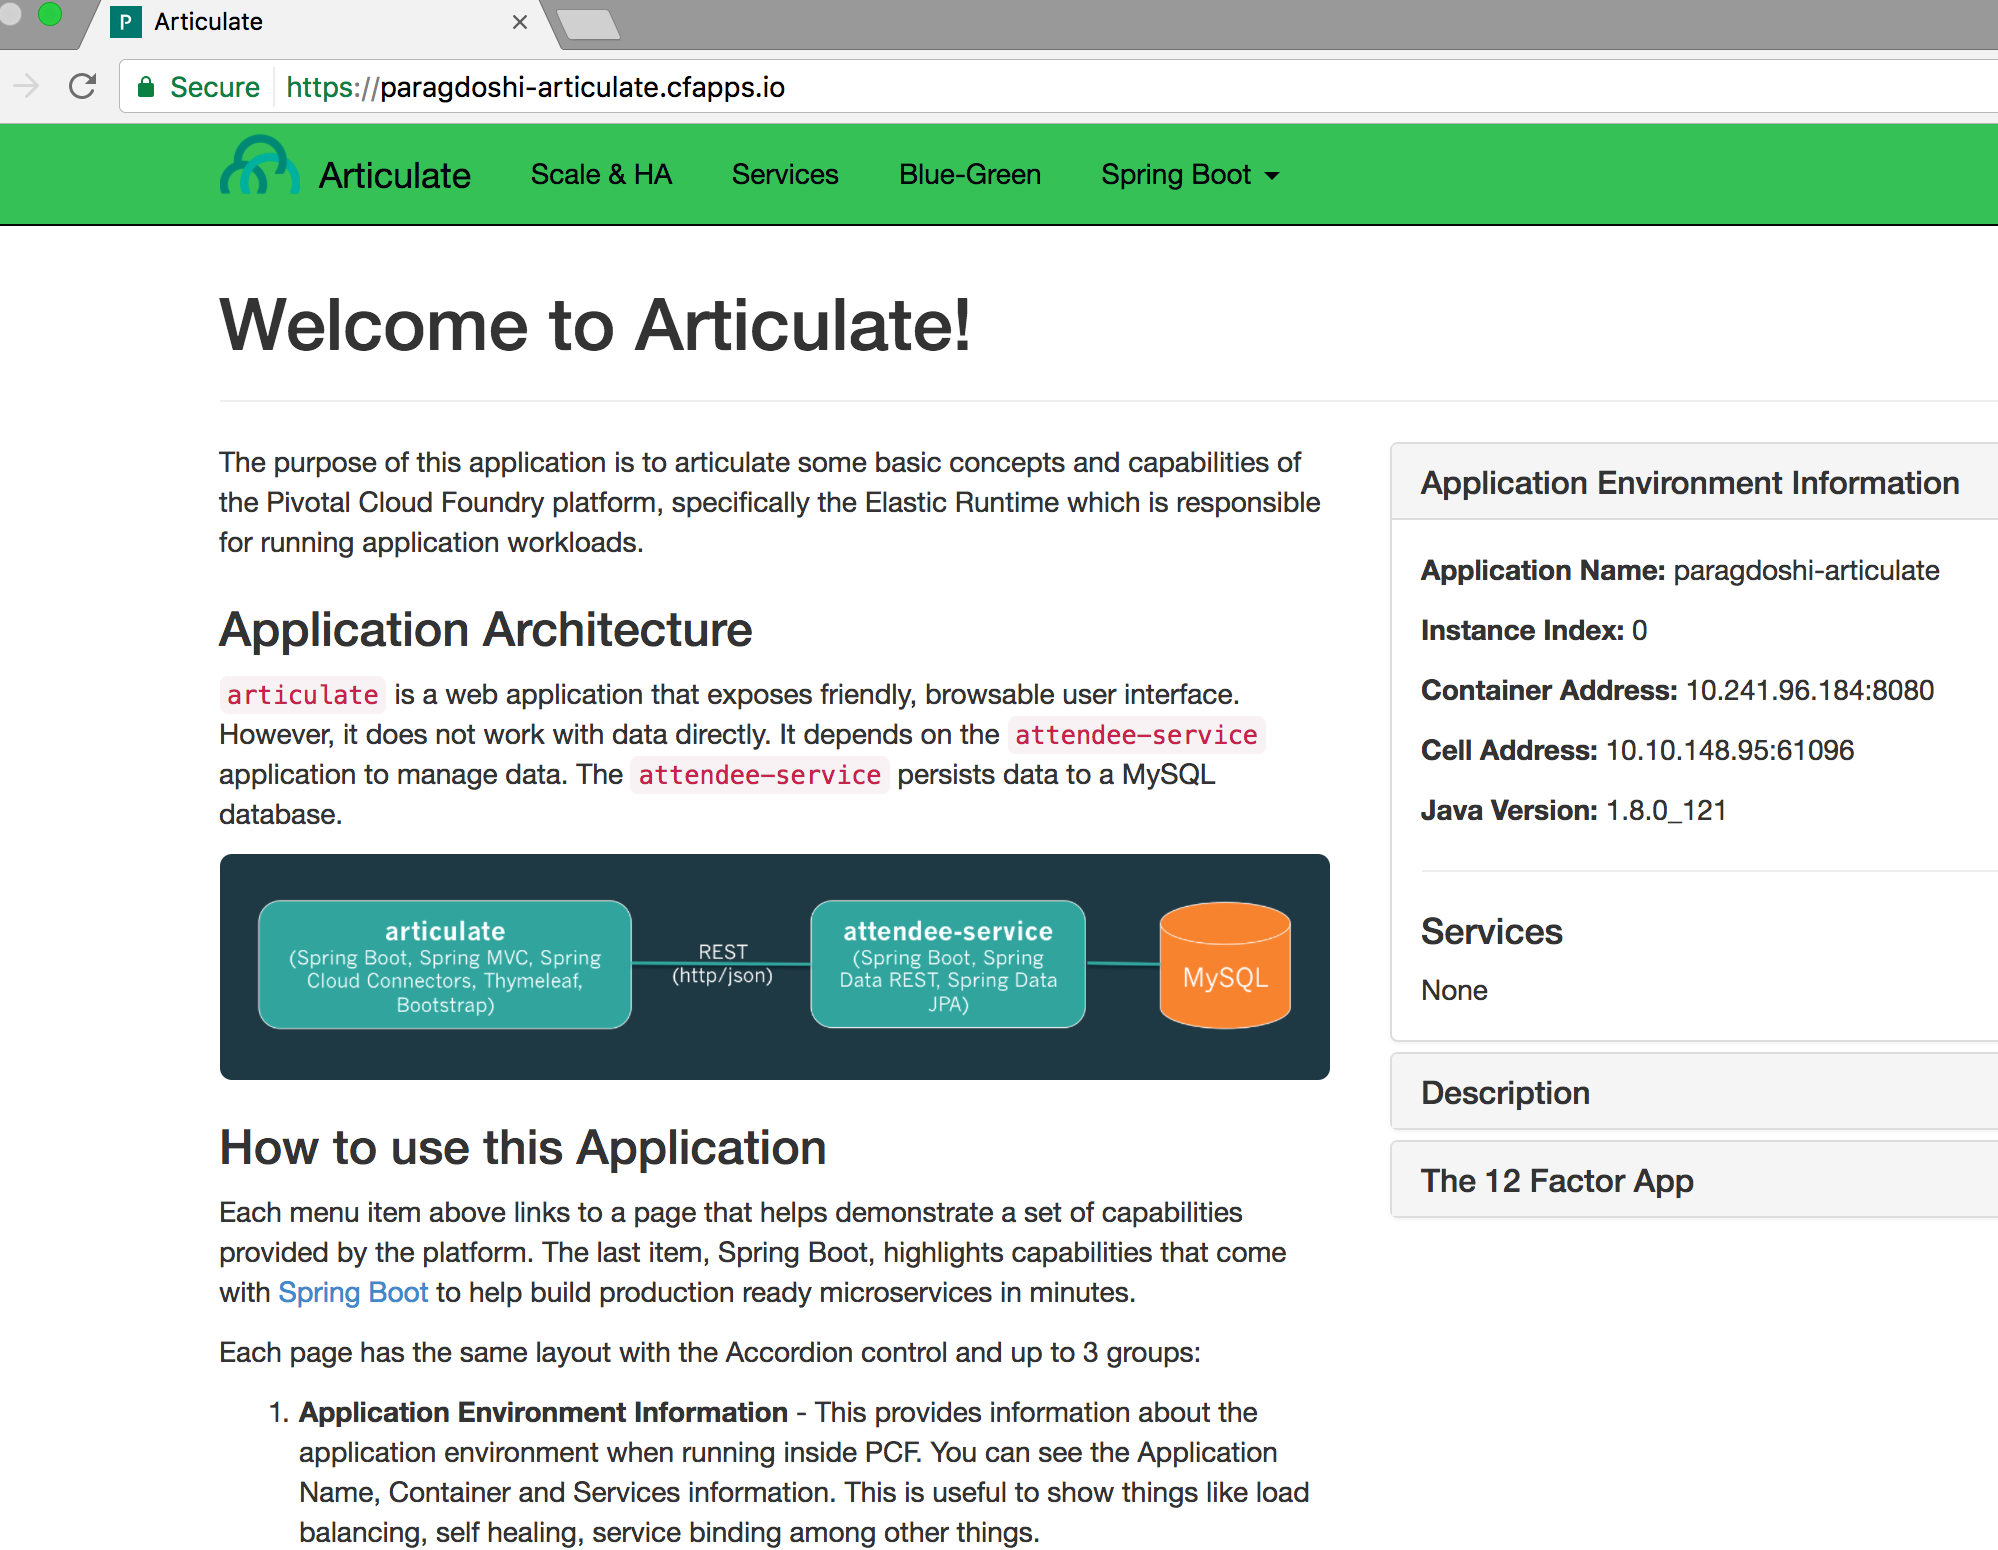 P Articulate
Secure https://paragdoshi-articulate.cfapps.io
Articulate Scale & HA Services Blue-Green Spring Boot
Welcome to Articulate!
The purpose of this application is to articulate some basic concepts and capabilities of
the Pivotal Cloud Foundry platform, specifically the Elastic Runtime which is responsible
for running application workloads.
Application Architecture
articulate is a web application that exposes friendly, browsable user interface.
However, it does not work with data directly. It depends on the attendee-service
application to manage data. The attendee-service persists data to a MySQL
database.
articulate
(Spring Boot, Spring MVC, Spring
Cloud Connectors, Thymeleaf,
Bootstrap)
REST
(http/json)
attendee-service
(Spring Boot, Spring
Data REST, Spring Data
JPA)
MySQL
How to use this Application
Each menu item above links to a page that helps demonstrate a set of capabilities
provided by the platform. The last item, Spring Boot, highlights capabilities that come
with Spring Boot to help build production ready microservices in minutes.
Each page has the same layout with the Accordion control and up to 3 groups:
1. Application Environment Information - This provides information about the
application environment when running inside PCF. You can see the Application
Name, Container and Services information. This is useful to show things like load
balancing, self healing, service binding among other things.
Application Environment Information
Application Name: paragdoshi-articulate
Instance Index: 0
Container Address: 10.241.96.184:8080
Cell Address: 10.10.148.95:61096
Java Version: 1.8.0_121
Services
None
Description
The 12 Factor App